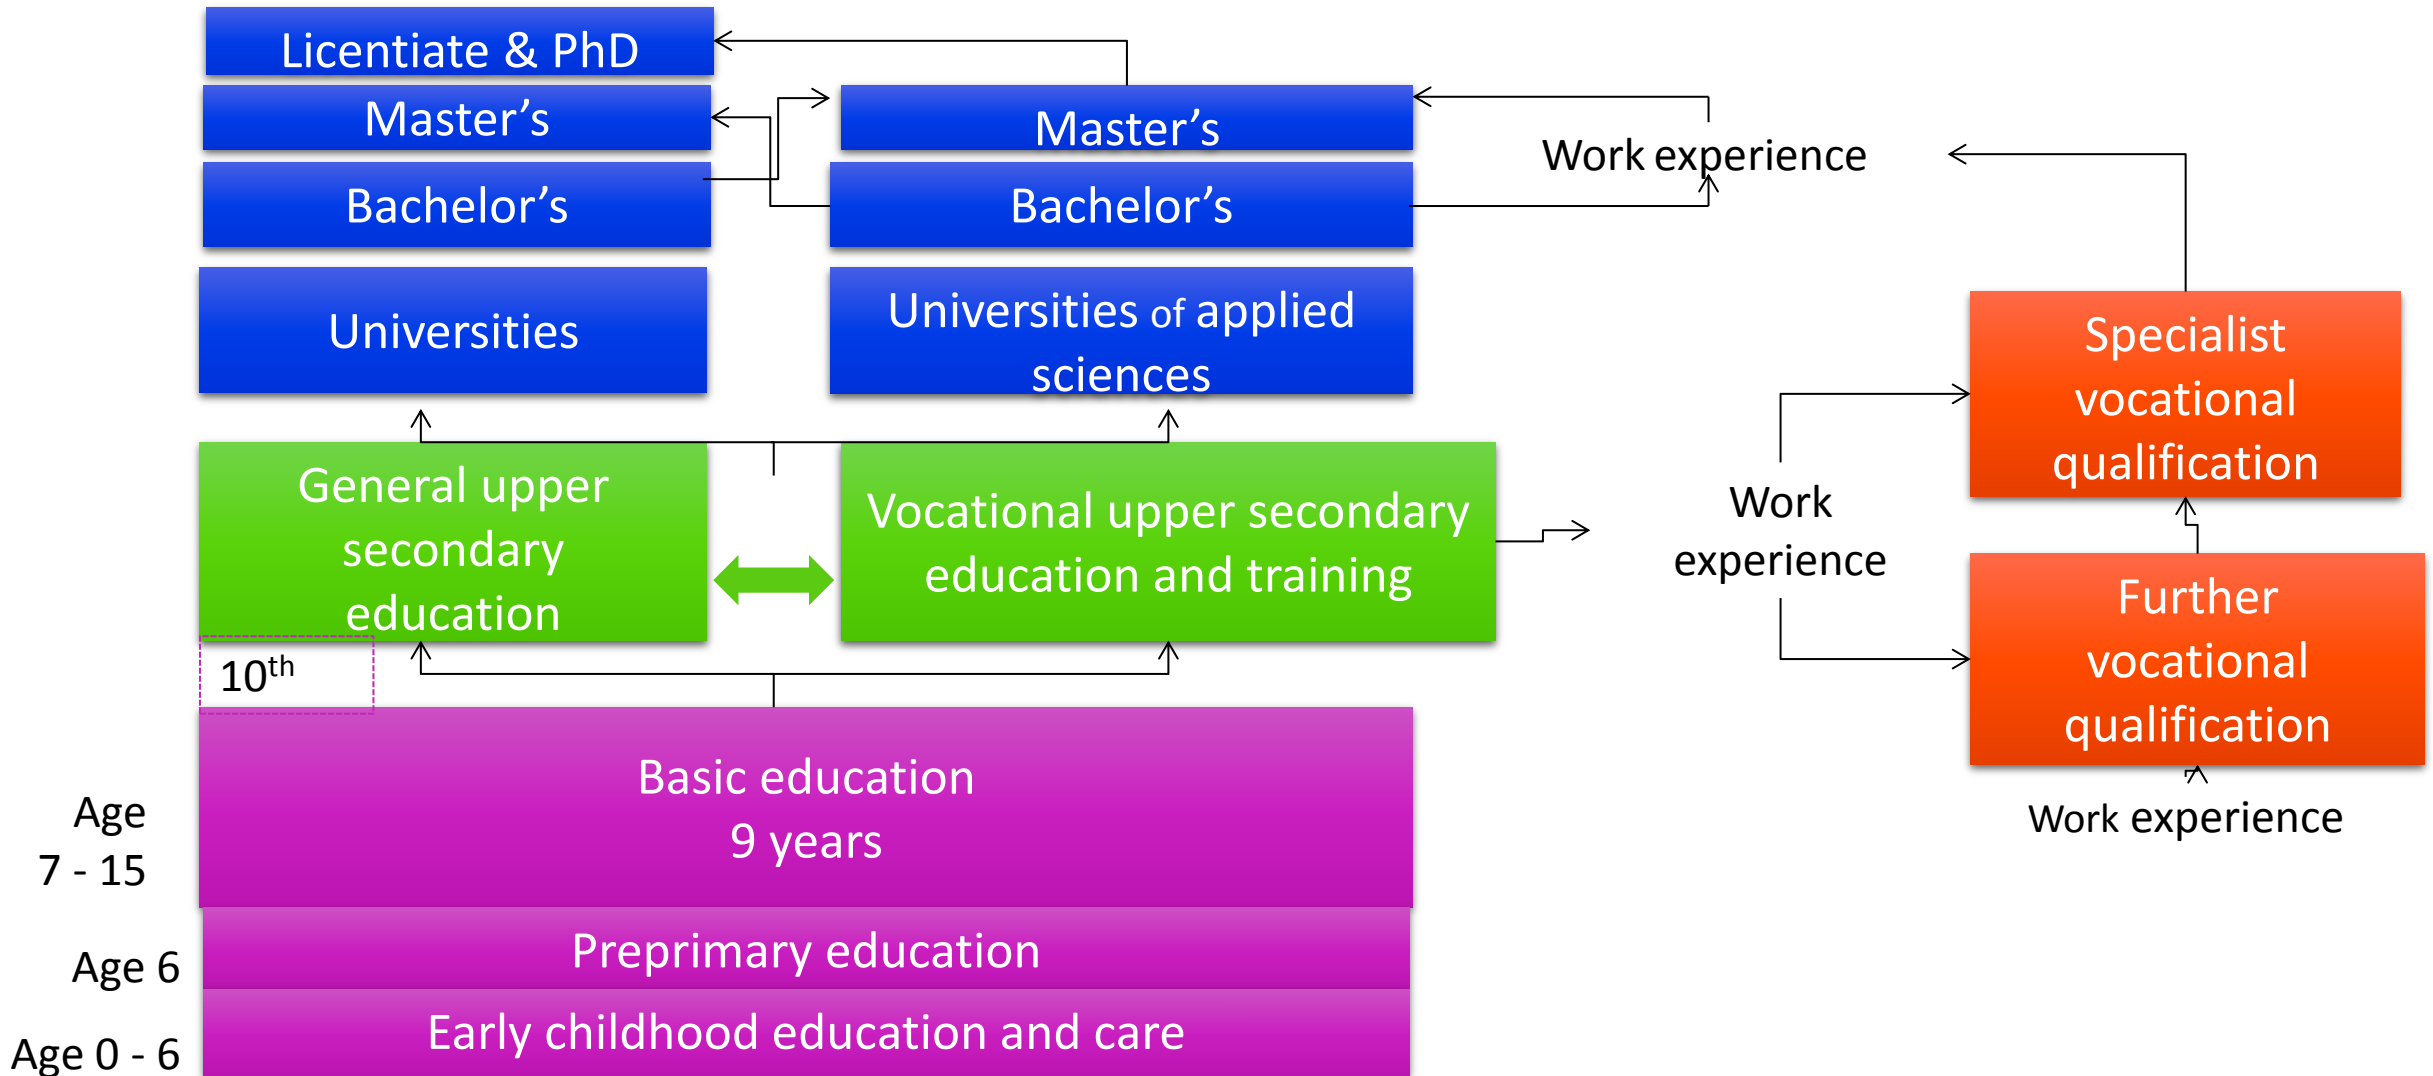 Licentiate & PhD
Master’s
Bachelor’s
Universities
Master’s
Bachelor’s
Universities of applied
sciences
Work experience
General upper
secondary
education
Vocational upper secondary
education and training
Work
experience
Specialist
vocational
qualification
Further
vocational
qualification
Work experience
10th
Basic education
9 years
Age
7 - 15
Preprimary education
Age 6
Early childhood education and care
Age 0 - 6